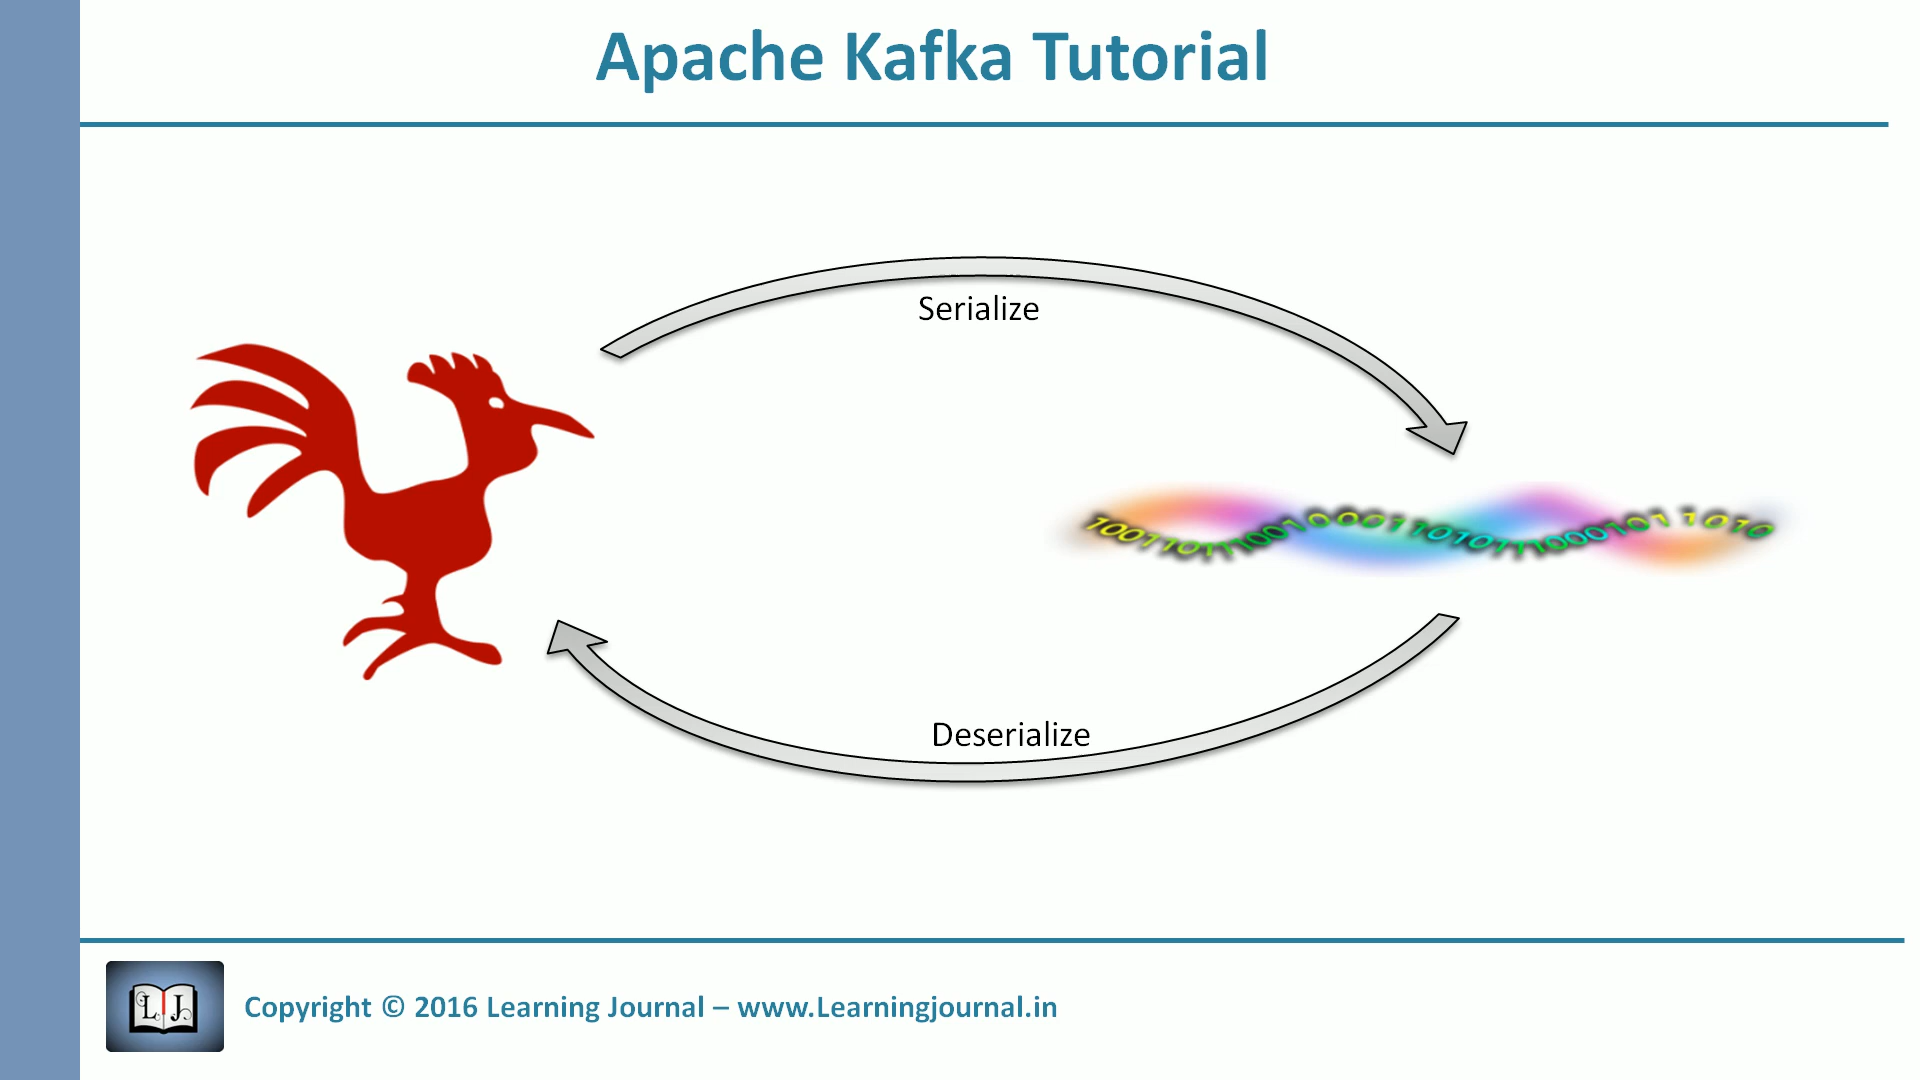 Apache Kafka Tutorial
Serialize
Deserialize
L J
Copyright © 2016 Learning Journal – www.Learningjournal.in